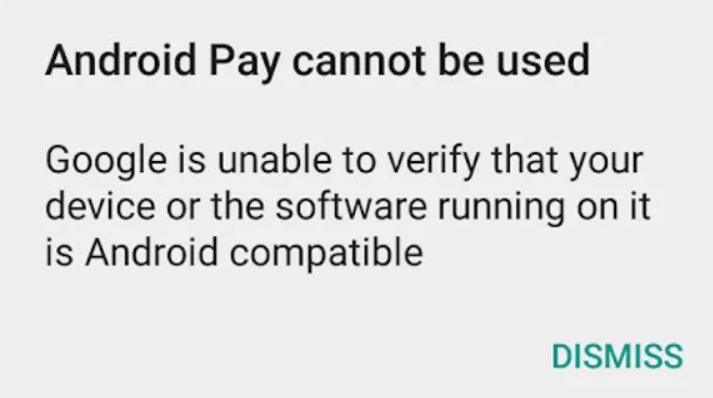 Android Pay cannot be used
Google is unable to verify that your
device or the software running on it
is Android compatible
DISMISS